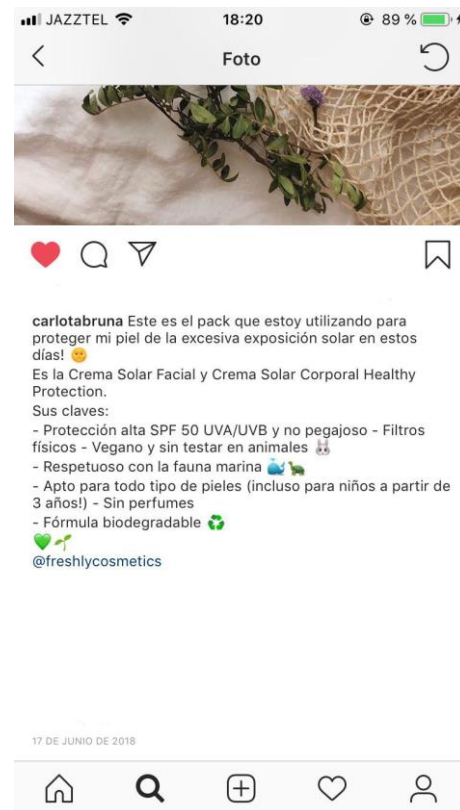 JAZZTEL 18:20 89 %
Foto
carlotabruna Este es el pack que estoy utilizando para
proteger mi piel de la excesiva exposición solar en estos
días! 🌞
Es la Crema Solar Facial y Crema Solar Corporal Healthy
Protection.
Sus claves:
- Protección alta SPF 50 UVA/UVB y no pegajoso - Filtros
físicos - Vegano y sin testar en animales 🐰
- Respetuoso con la fauna marina 🐳🐢
- Apto para todo tipo de pieles (incluso para niños a partir de
3 años!) - Sin perfumes
- Fórmula biodegradable ♻️
💚🌱
@freshlycosmetics
17 DE JUNIO DE 2018